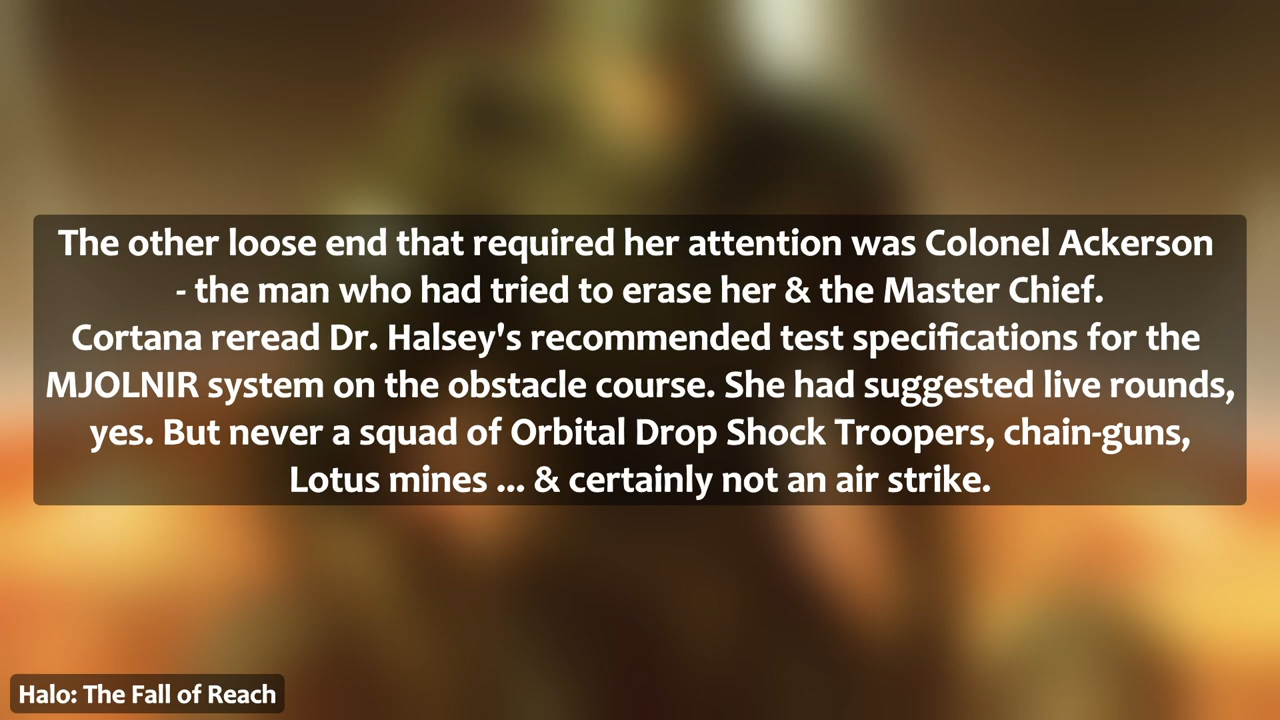 The other loose end that required her attention was Colonel Ackerson
- the man who had tried to erase her & the Master Chief.
Cortana reread Dr. Halsey's recommended test specifications for the
MJOLNIR system on the obstacle course. She had suggested live rounds,
yes. But never a squad of Orbital Drop Shock Troopers, chain-guns,
Lotus mines ... & certainly not an air strike.
Halo: The Fall of Reach